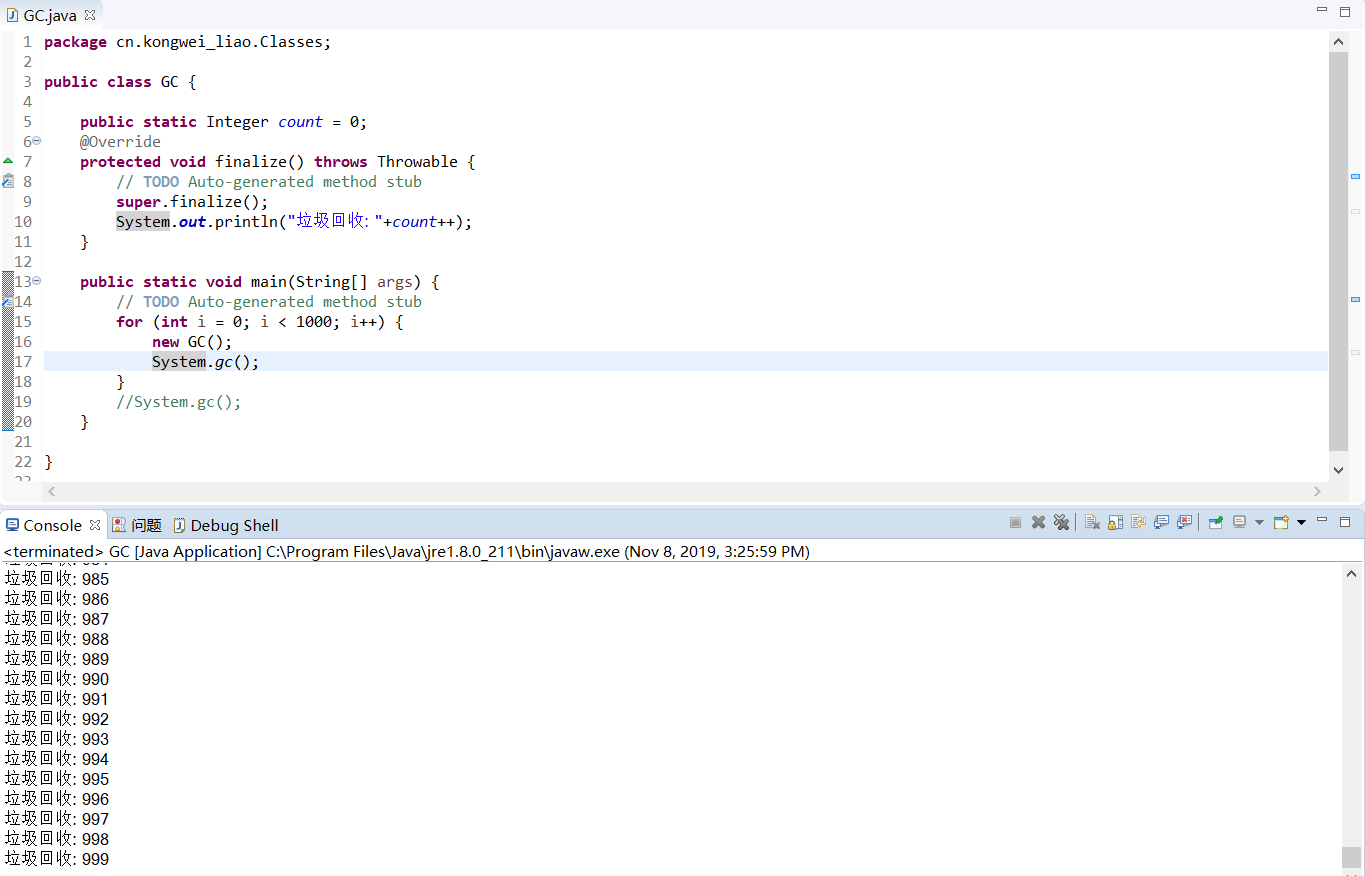 GC.java
1 package cn.kongwei_liao.Classes;
2
3 public class GC {
4
5 public static Integer count = 0;
6 @Override
7 protected void finalize() throws Throwable {
8 // TODO Auto-generated method stub
9 super.finalize();
10 System.out.println("垃圾回收: "+count++);
11 }
12
13 public static void main(String[] args) {
14 // TODO Auto-generated method stub
15 for (int i = 0; i < 1000; i++) {
16 new GC();
17 System.gc();
18 }
19 //System.gc();
20 }
21
22 }
Console 问题 Debug Shell
<terminated> GC [Java Application] C:\Program Files\Java\jre1.8.0_211\bin\javaw.exe (Nov 8, 2019, 3:25:59 PM)
垃圾回收: 985
垃圾回收: 986
垃圾回收: 987
垃圾回收: 988
垃圾回收: 989
垃圾回收: 990
垃圾回收: 991
垃圾回收: 992
垃圾回收: 993
垃圾回收: 994
垃圾回收: 995
垃圾回收: 996
垃圾回收: 997
垃圾回收: 998
垃圾回收: 999